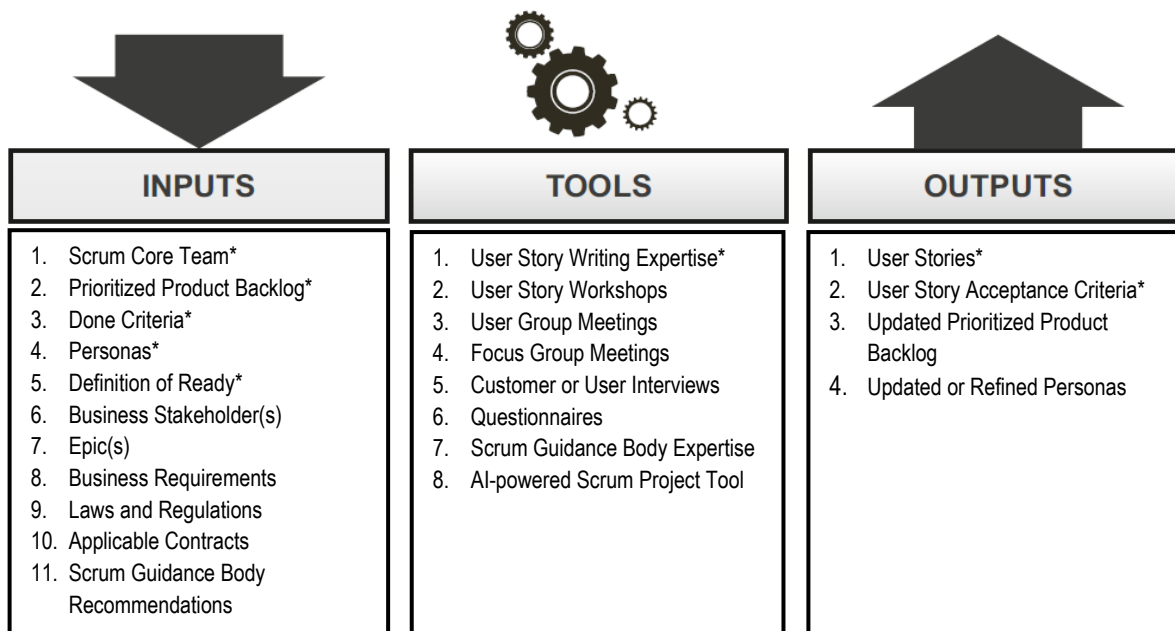 INPUTS
1. Scrum Core Team*
2. Prioritized Product Backlog*
3. Done Criteria*
4. Personas*
5. Definition of Ready*
6. Business Stakeholder(s)
7. Epic(s)
8. Business Requirements
9. Laws and Regulations
10. Applicable Contracts
11. Scrum Guidance Body
Recommendations
TOOLS
1. User Story Writing Expertise*
2. User Story Workshops
3. User Group Meetings
4. Focus Group Meetings
5. Customer or User Interviews
6. Questionnaires
7. Scrum Guidance Body Expertise
8. AI-powered Scrum Project Tool
OUTPUTS
1. User Stories*
2. User Story Acceptance Criteria*
3. Updated Prioritized Product
Backlog
4. Updated or Refined Personas